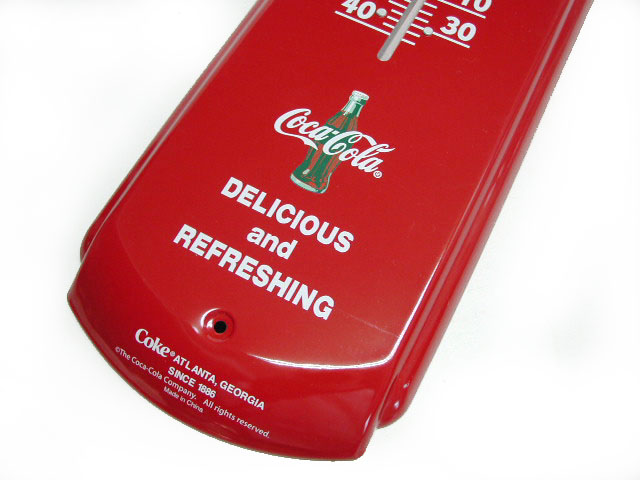 10
40 30
Coca-Cola®
DELICIOUS
and
REFRESHING
Coke® ATLANTA, GEORGIA
SINCE 1886
©The Coca-Cola Company. All rights reserved.
Made in China